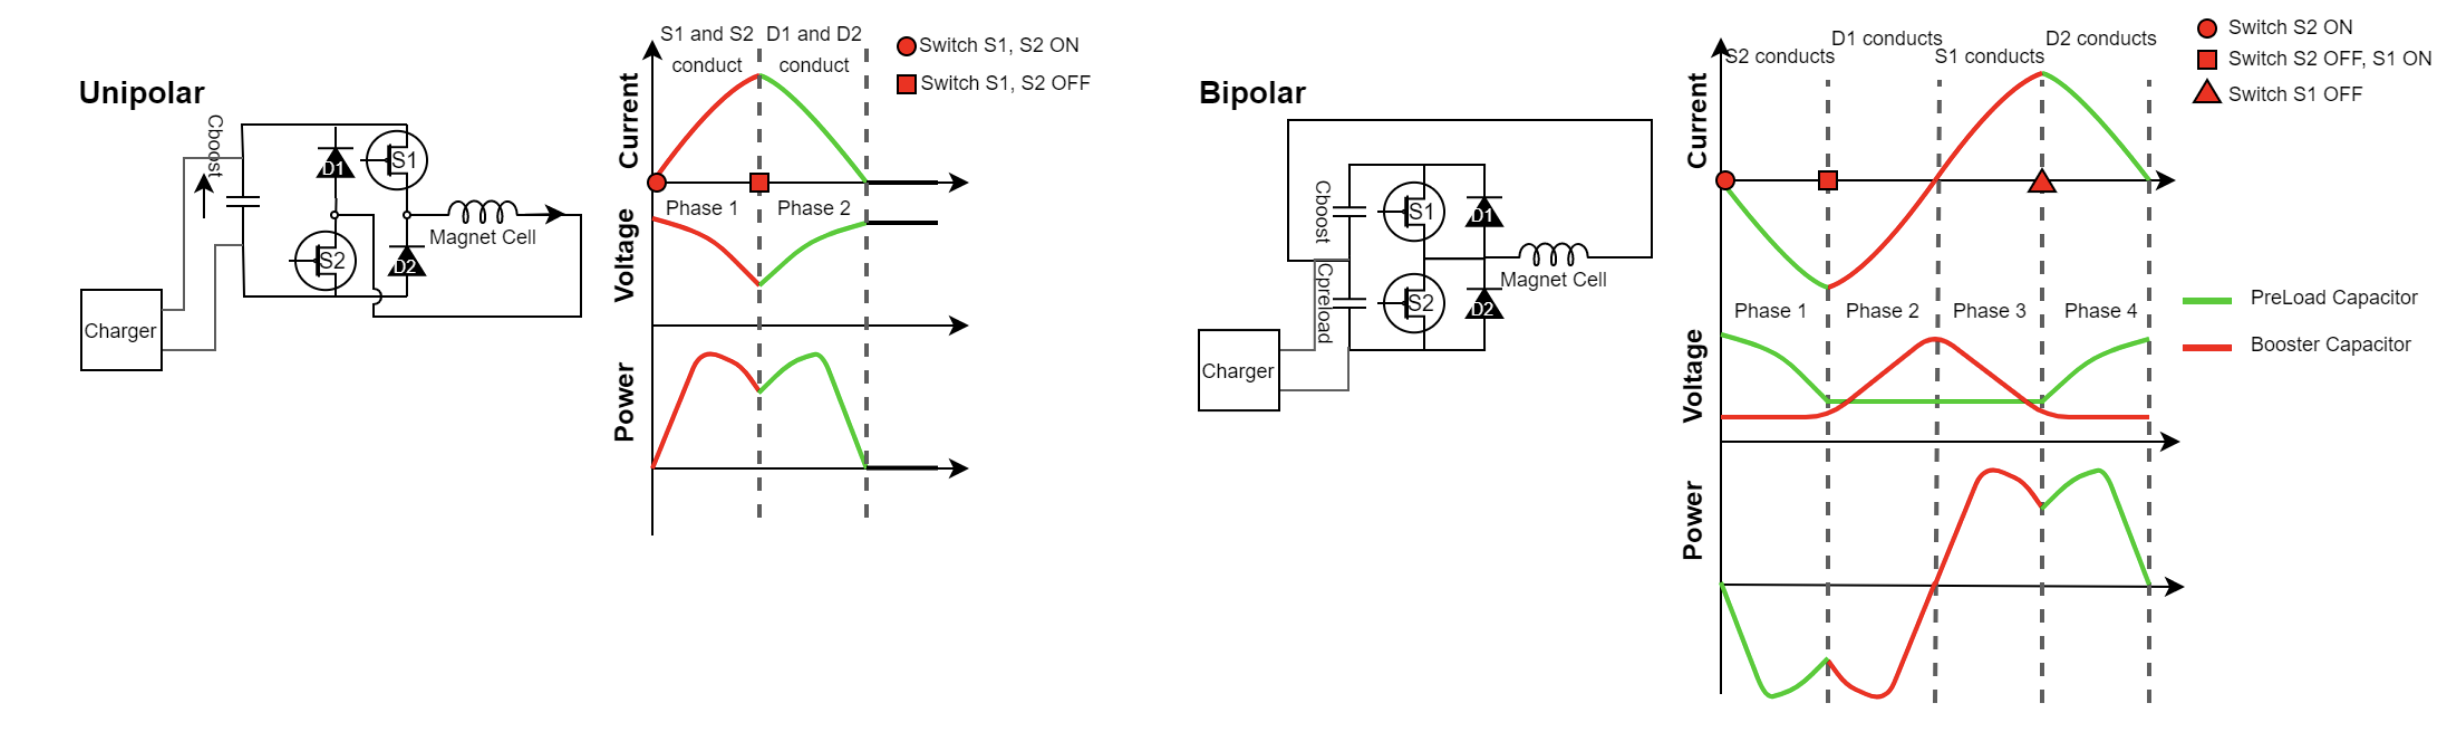 Unipolar
Cboost
D1
S1
S2
D2
Magnet Cell
Charger
S1 and S2
conduct
D1 and D2
conduct
Switch S1, S2 ON
Switch S1, S2 OFF
Current
Phase 1
Phase 2
Voltage
Power
Bipolar
Cboost
S1
D1
Cpreload
S2
D2
Magnet Cell
Charger
S2 conducts
D1 conducts
S1 conducts
D2 conducts
Switch S2 ON
Switch S2 OFF, S1 ON
Switch S1 OFF
Current
Phase 1
Phase 2
Phase 3
Phase 4
Voltage
PreLoad Capacitor
Booster Capacitor
Power